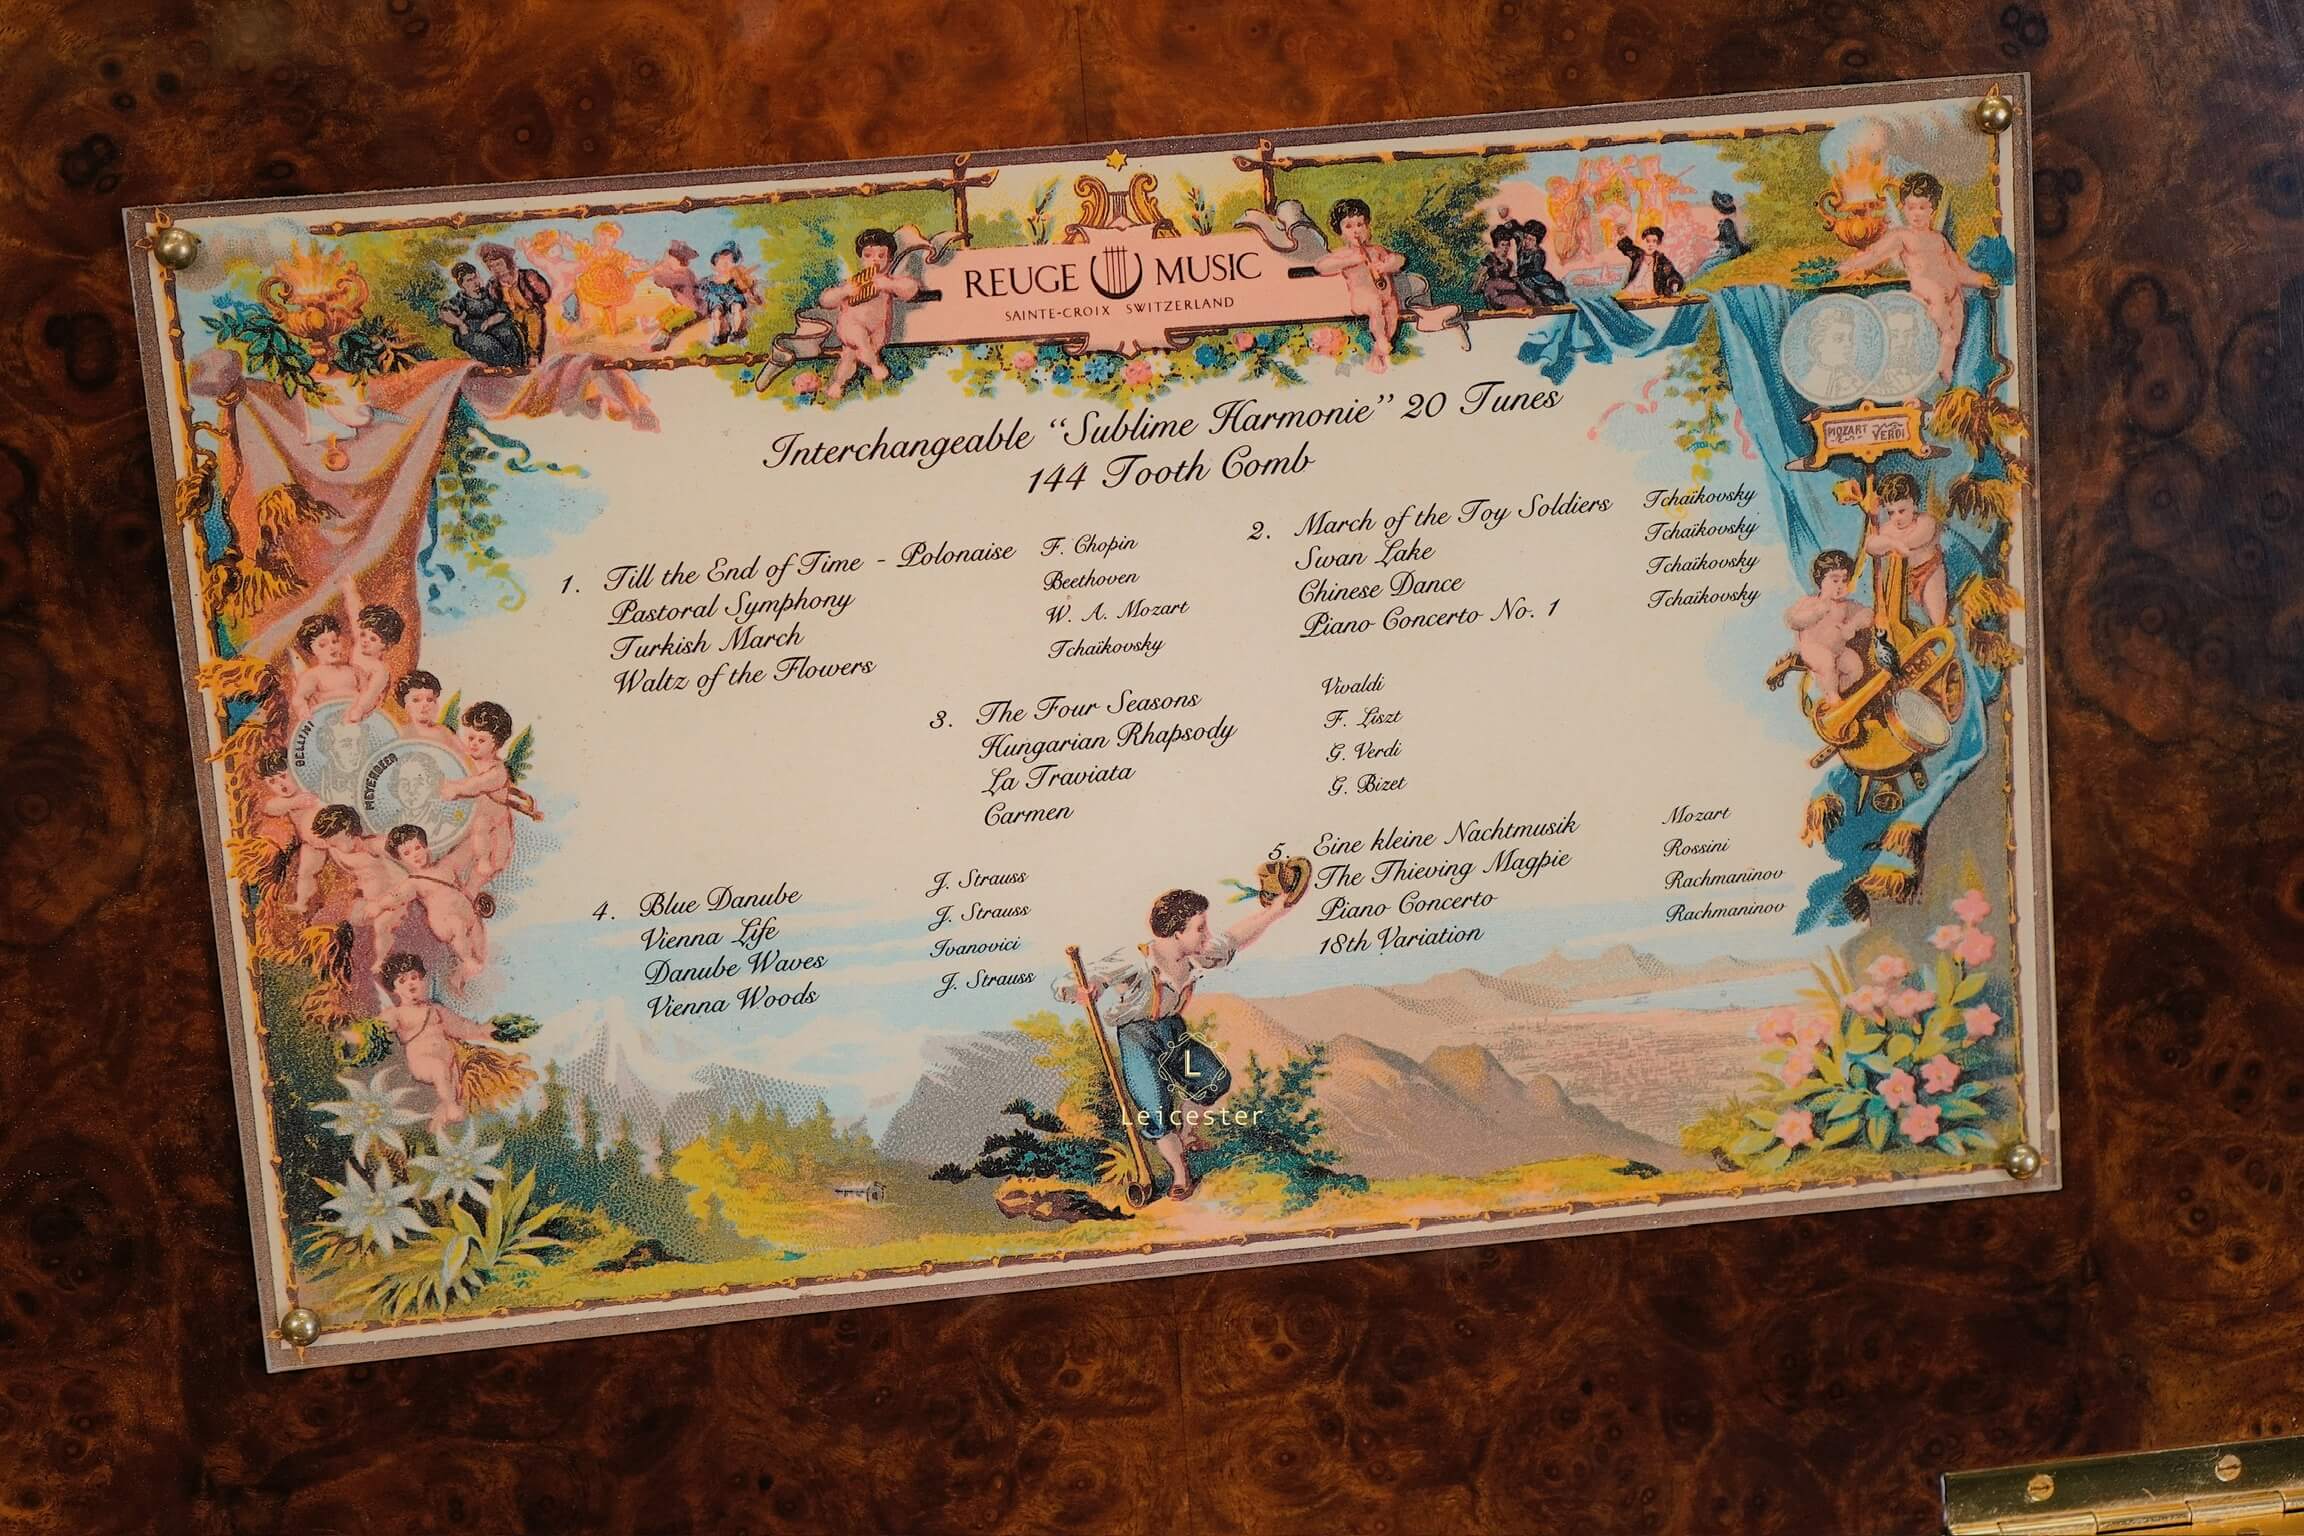 REUGE MUSIC
SAINTE-CROIX SWITZERLAND
Interchangeable “Sublime Harmonie” 20 Tunes
144 Tooth Comb
1. Till the End of Time - Polonaise F. Chopin
Pastoral Symphony Beethoven
Turkish March W. A. Mozart
Waltz of the Flowers Tchaïkovsky
2. March of the Toy Soldiers Tchaïkovsky
Swan Lake Tchaïkovsky
Chinese Dance Tchaïkovsky
Piano Concerto No. 1 Tchaïkovsky
3. The Four Seasons Vivaldi
Hungarian Rhapsody F. Liszt
La Traviata G. Verdi
Carmen G. Bizet
4. Blue Danube J. Strauss
Vienna Life J. Strauss
Danube Waves Ivanovici
Vienna Woods J. Strauss
5. Eine kleine Nachtmusik Mozart
The Thieving Magpie Rossini
Piano Concerto Rachmaninov
18th Variation Rachmaninov
MOZART VERDI
BELLINI
MEYERBEER
L
Leicester